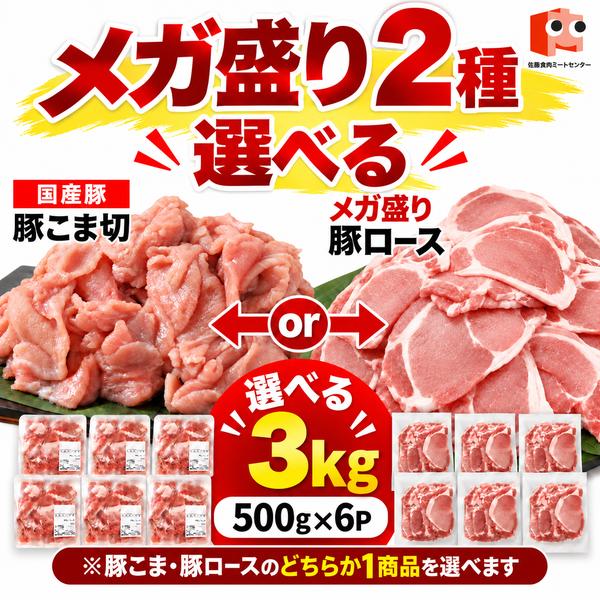 メガ盛り2種
選べる
佐藤食肉ミートセンター
国産豚
豚こま切
メガ盛り
豚ロース
or
選べる
3kg
500g×6P
※豚こま・豚ロースのどちらか1商品を選べます